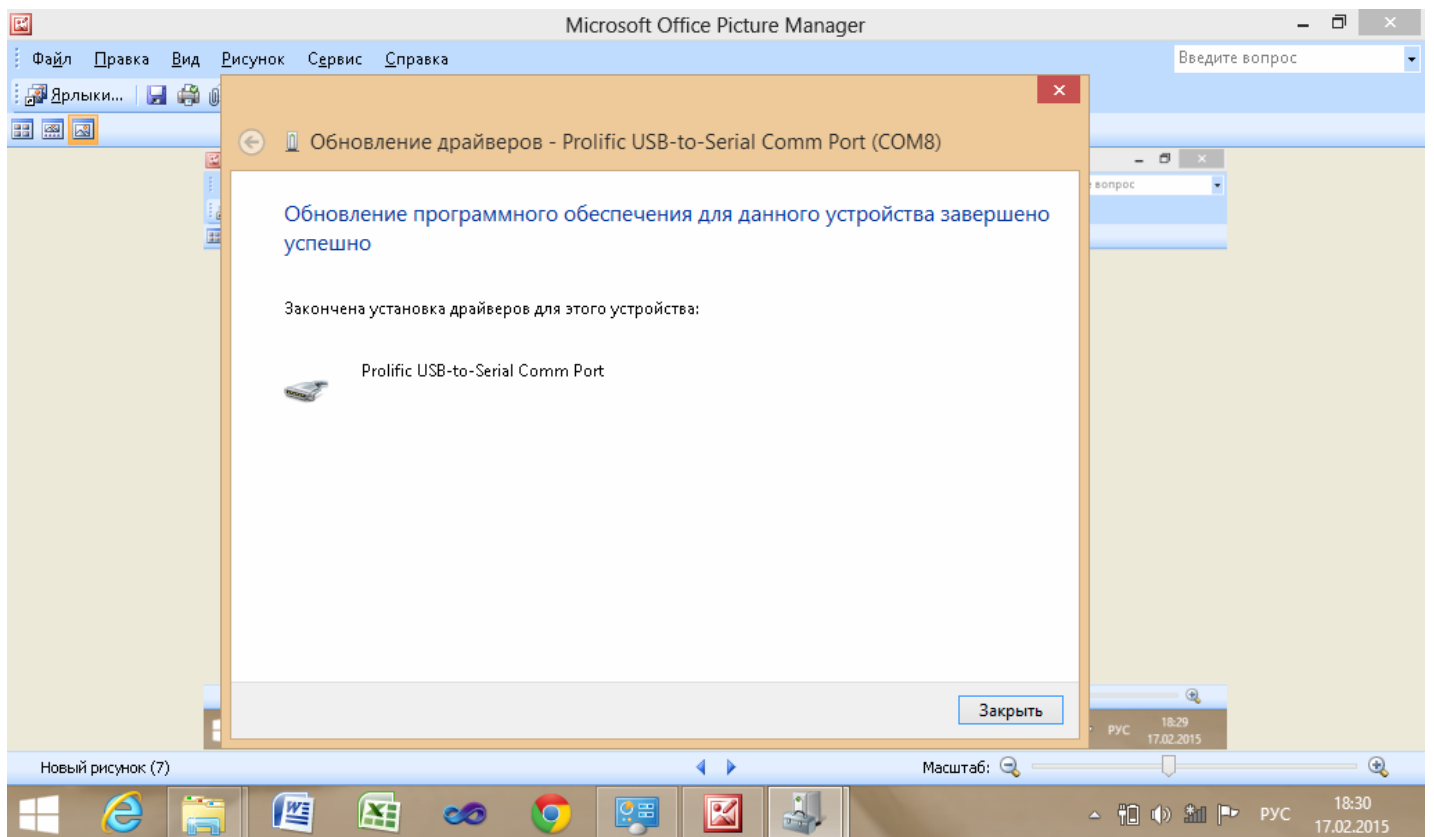 Microsoft Office Picture Manager
Файл Правка Вид Рисунок Сервис Справка
Введите вопрос
Ярлыки...
Обновление драйверов - Prolific USB-to-Serial Comm Port (COM8)
вопрос
Обновление программного обеспечения для данного устройства завершено
успешно
Закончена установка драйверов для этого устройства:
Prolific USB-to-Serial Comm Port
Закрыть
РУС
18:29
17.02.2015
Новый рисунок (7)
Масштаб:
РУС
18:30
17.02.2015